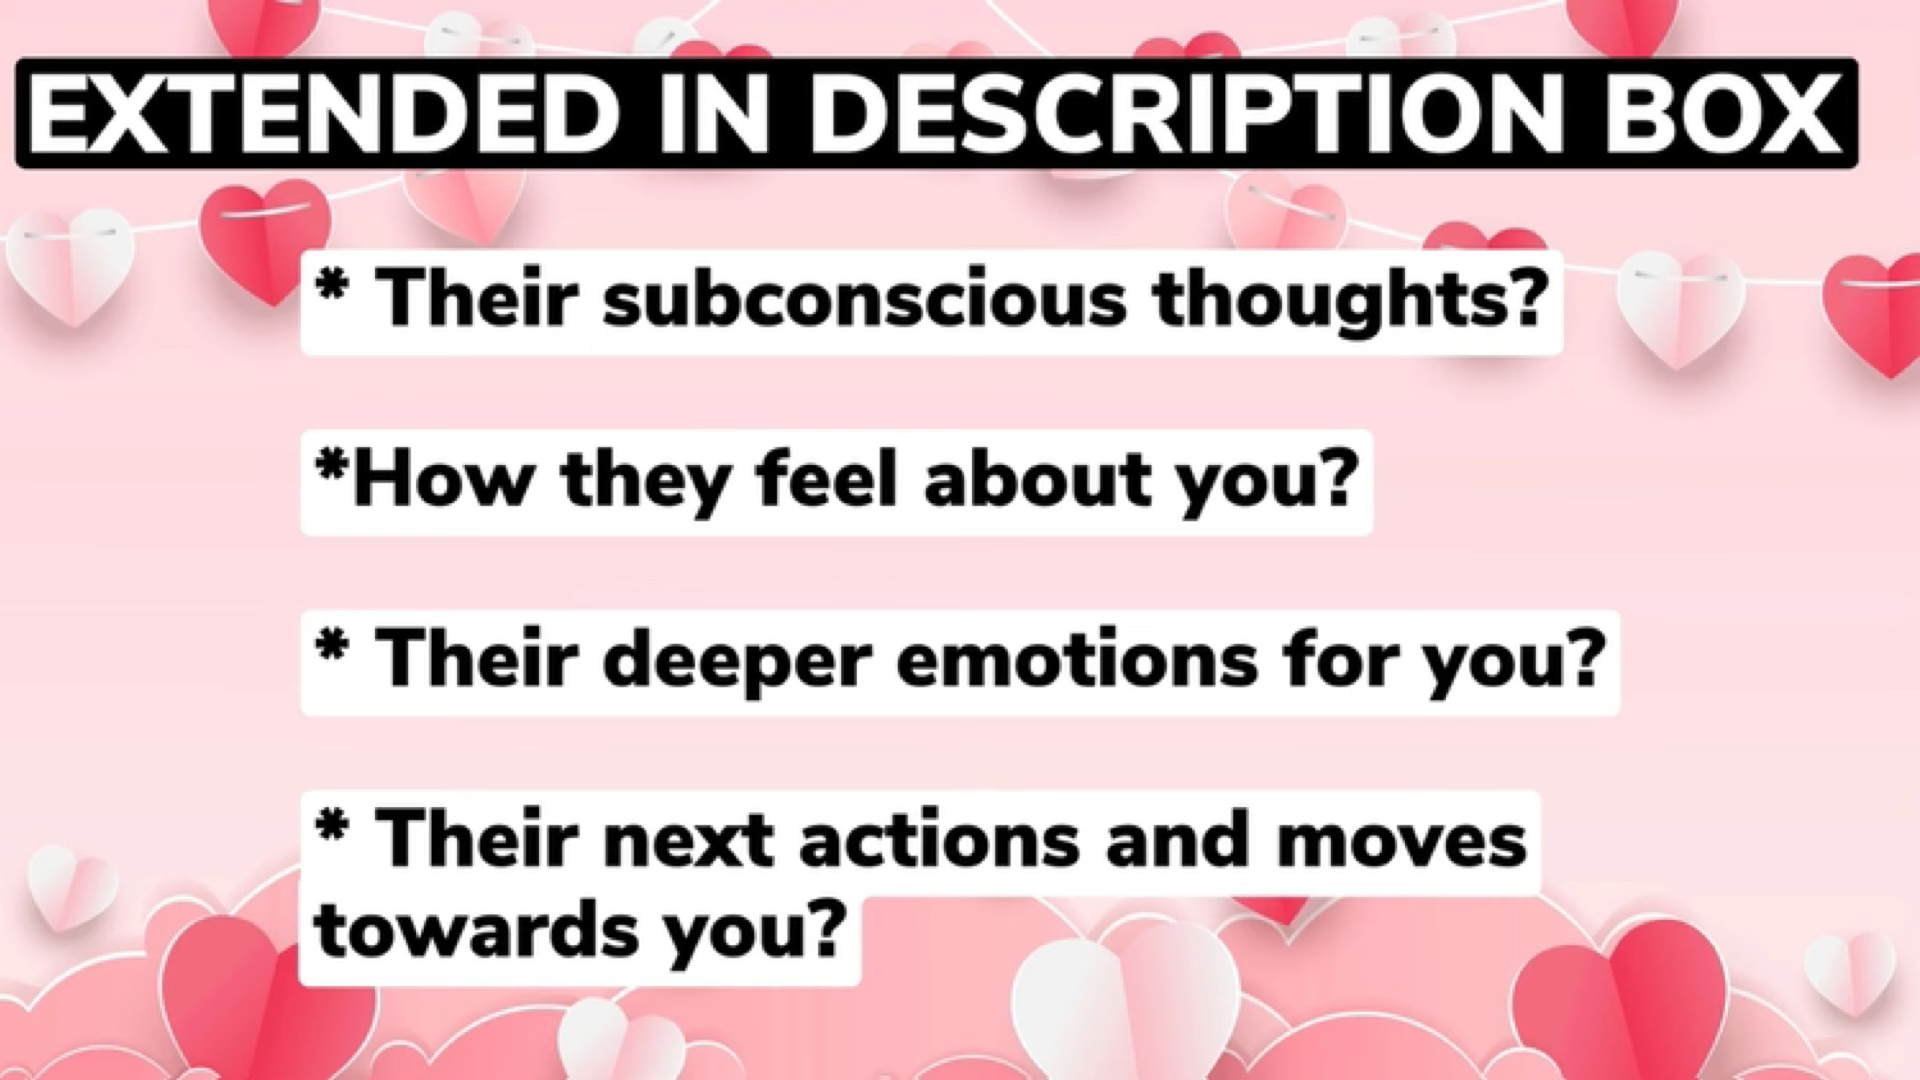 EXTENDED IN DESCRIPTION BOX
* Their subconscious thoughts?
*How they feel about you?
* Their deeper emotions for you?
* Their next actions and moves
towards you?